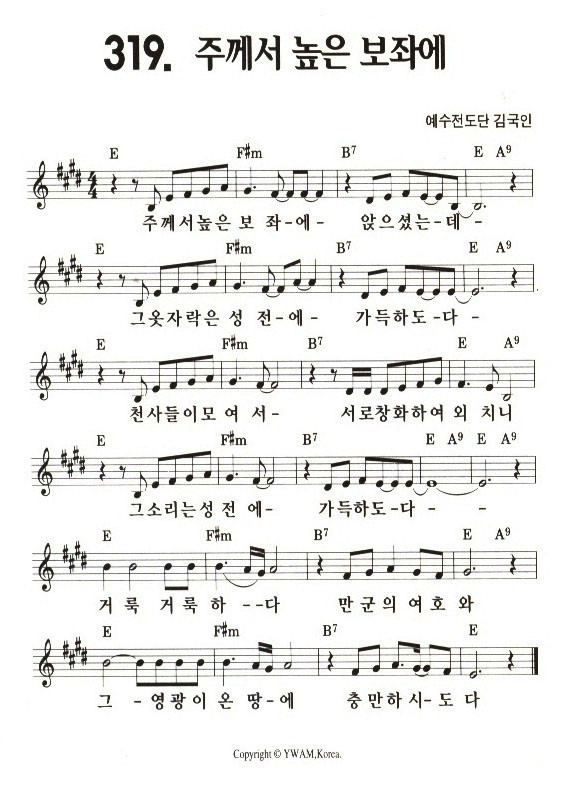 319. 주께서 높은 보좌에
예수전도단 김국인
E F#m B7 E A9
주께서높은 보 좌-에- 앉으셨는-데-
E F#m B7 E A9
그옷자락은 성 전-에- 가득하도-다-
E F#m B7 E A9
천사들이모 여 서- 서로창화하여 외 치니
E F#m B7 E A9 E A9
그소리는성 전 에- 가득하도-다- -
E F#m B7 E A9
거 룩 거 룩 하 --다 만 군 의 여 호 와
E F#m B7 E
그 - 영광이 온 땅-에 충 만하 시-도 다
Copyright © YWAM,Korea.